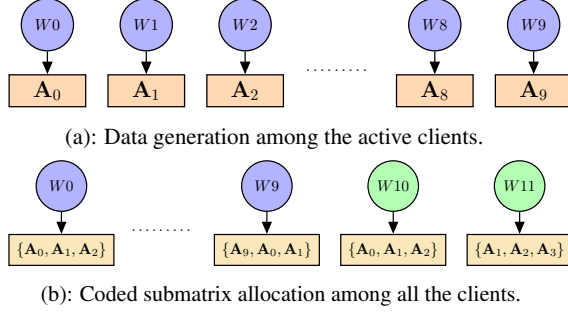 W0 W1 W2 W8 W9
A₀ A₁ A₂ ......... A₈ A₉
(a): Data generation among the active clients.
W0 W9 W10 W11
{A₀, A₁, A₂} ......... {A₉, A₀, A₁} {A₀, A₁, A₂} {A₁, A₂, A₃}
(b): Coded submatrix allocation among all the clients.